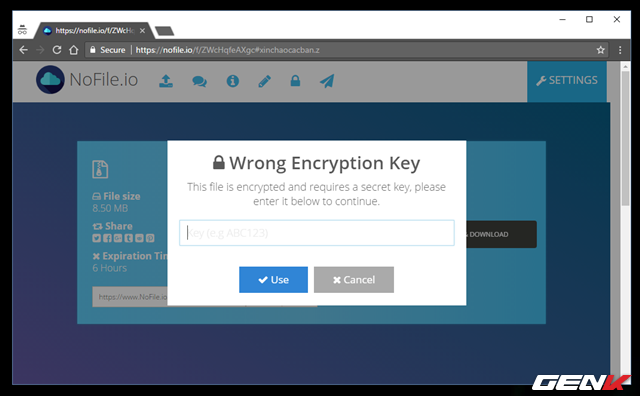 https://nofile.io/f/ZWcHc
Secure
https://nofile.io/f/ZWcHqfeAXgc#xinchaocacban.z
NoFile.io
SETTINGS
Wrong Encryption Key
This file is encrypted and requires a secret key, please
enter it below to continue.
Key (e.g ABC123)
Use
Cancel
File size
8.50 MB
Share
Expiration Tim
6 Hours
https://www.NoFile.io
DOWNLOAD
GENK